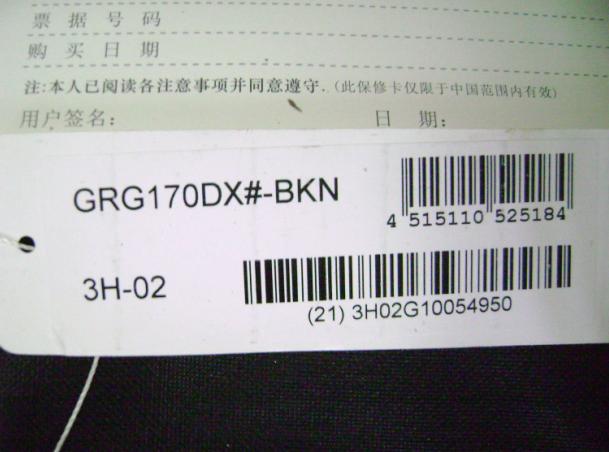 票据号码
购买日期
注:本人已阅读各注意事项并同意遵守.(此保修卡仅限于中国范围内有效)
用户签名: 日 期:
GRG170DX#-BKN
4 515110 525184
3H-02
(21) 3H02G10054950